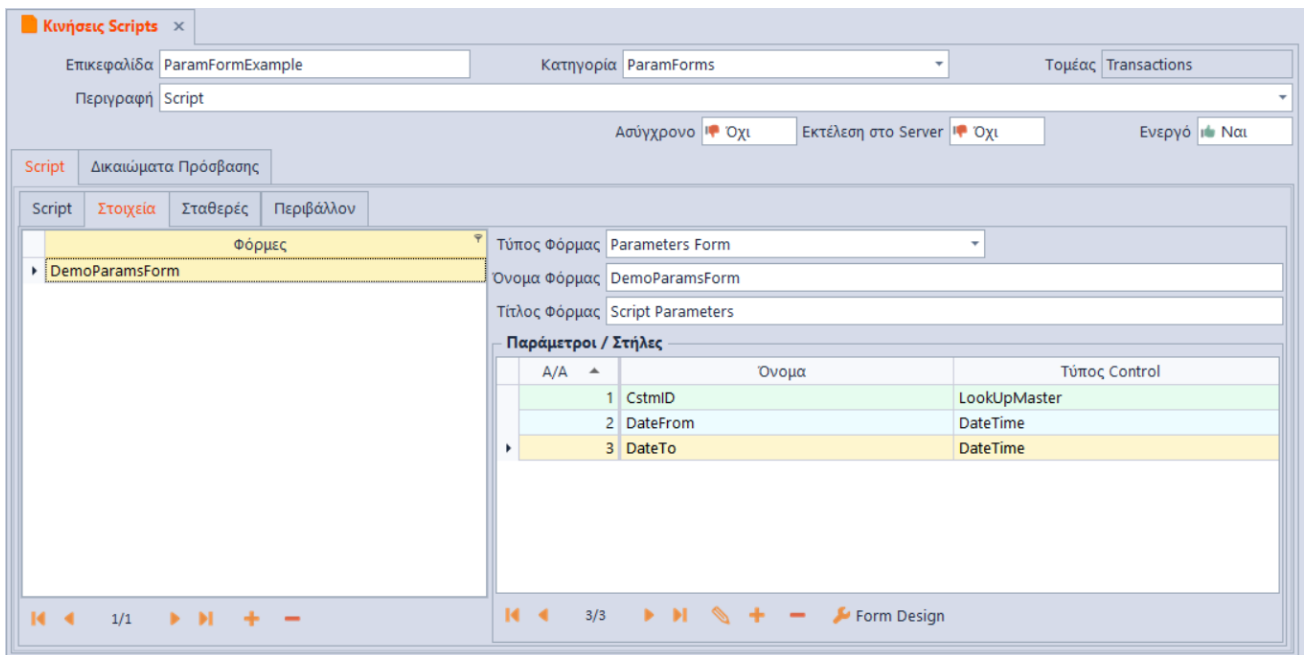 Κινήσεις Scripts ×
Επικεφαλίδα ParamFormExample Κατηγορία ParamForms Τομέας Transactions
Περιγραφή Script
Ασύγχρονο Όχι Εκτέλεση στο Server Όχι Ενεργό Ναι
Script Δικαιώματα Πρόσβασης
Script Στοιχεία Σταθερές Περιβάλλον
Φόρμες
DemoParamsForm
Τύπος Φόρμας Parameters Form
Όνομα Φόρμας DemoParamsForm
Τίτλος Φόρμας Script Parameters
Παράμετροι / Στήλες
Α/Α Όνομα Τύπος Control
1 CstmID LookUpMaster
2 DateFrom DateTime
3 DateTo DateTime
1/1
3/3 Form Design